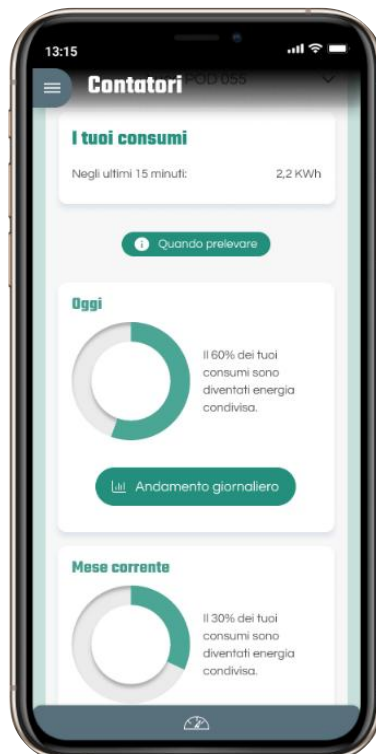 13:15
Contatori
POD 055
I tuoi consumi
Negli ultimi 15 minuti: 2,2 KWh
Quando prelevare
Oggi
Il 60% dei tuoi
consumi sono
diventati energia
condivisa.
Andamento giornaliero
Mese corrente
Il 30% dei tuoi
consumi sono
diventati energia
condivisa.